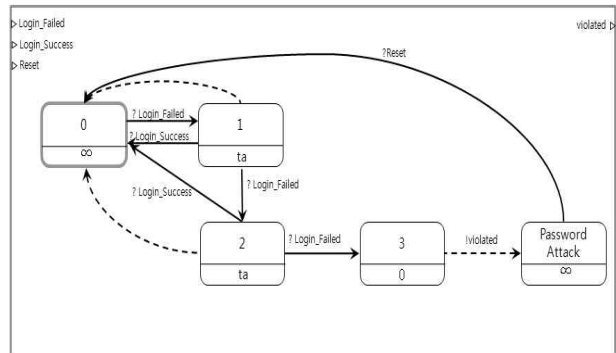 Login_Failed
violated
Login_Success
Reset
?Reset
0
∞
? Login_Failed
? Login_Success
1
ta
? Login_Failed
? Login_Success
2
ta
? Login_Failed
3
0
!violated
Password
Attack
∞